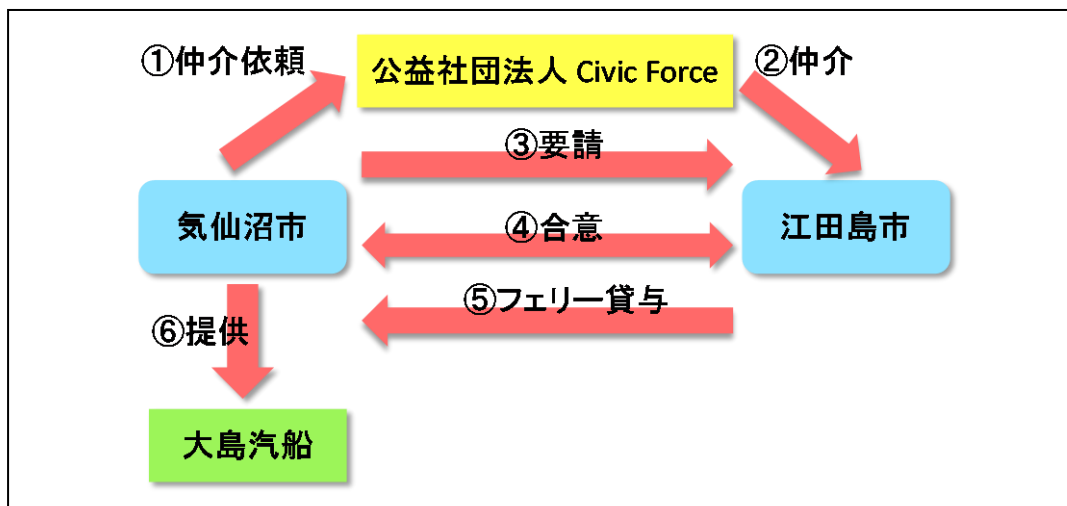 ①仲介依頼
公益社団法人 Civic Force
②仲介
③要請
気仙沼市
④合意
江田島市
⑤フェリー貸与
⑥提供
大島汽船